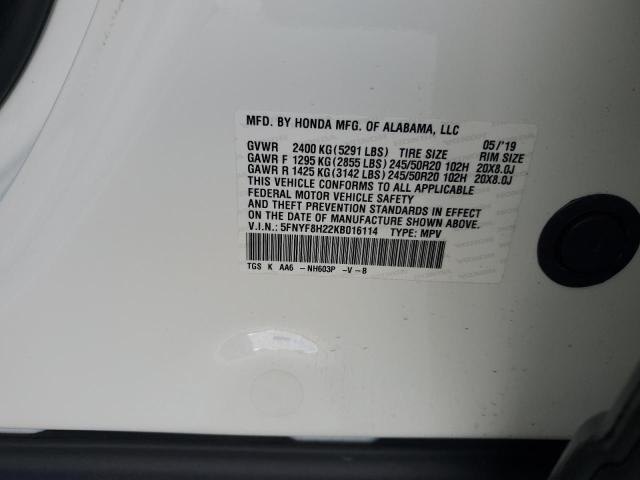 MFD. BY HONDA MFG. OF ALABAMA, LLC
05/'19
GVWR 2400 KG(5291 LBS) TIRE SIZE RIM SIZE
GAWR F 1295 KG(2855 LBS) 245/50R20 102H 20X8.0J
GAWR R 1425 KG(3142 LBS) 245/50R20 102H 20X8.0J
THIS VEHICLE CONFORMS TO ALL APPLICABLE
FEDERAL MOTOR VEHICLE SAFETY
AND THEFT PREVENTION STANDARDS IN EFFECT
ON THE DATE OF MANUFACTURE SHOWN ABOVE.
V.I.N.: 5FNYF8H22KB016114 TYPE: MPV
TGS K AA6 -NH603P -V-8